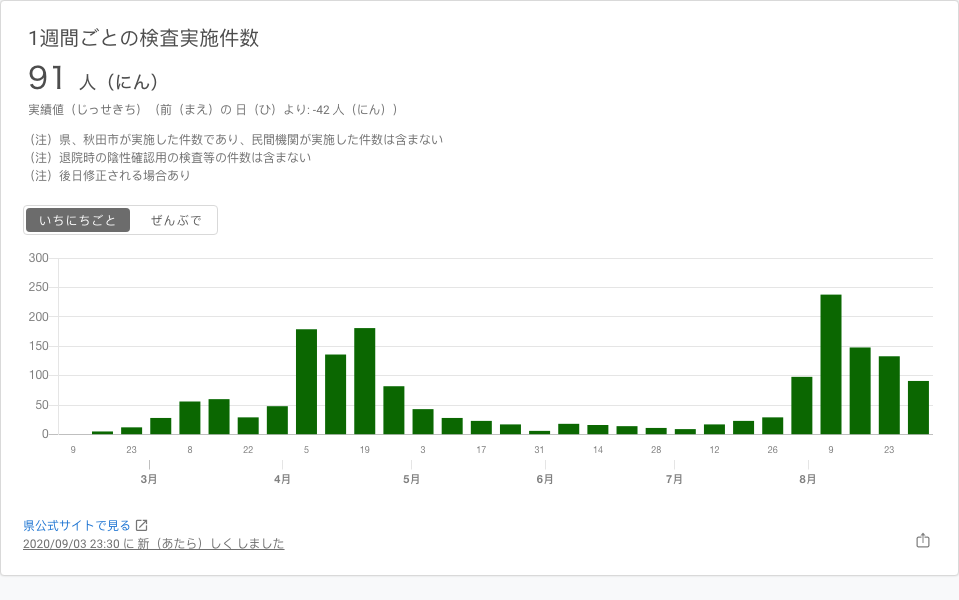 1週間ごとの検査実施件数
91 人（にん）
実績値（じっせきち）（前（まえ）の 日（ひ）より: -42 人（にん））
（注）県、秋田市が実施した件数であり、民間機関が実施した件数は含まない
（注）退院時の陰性確認用の検査等の件数は含まない
（注）後日修正される場合あり
いちにちごと ぜんぶで
300
250
200
150
100
50
0
9 23 8 22 5 19 3 17 31 14 28 12 26 9 23
3月 4月 5月 6月 7月 8月
県公式サイトで見る
2020/09/03 23:30 に 新（あたら）しく しました